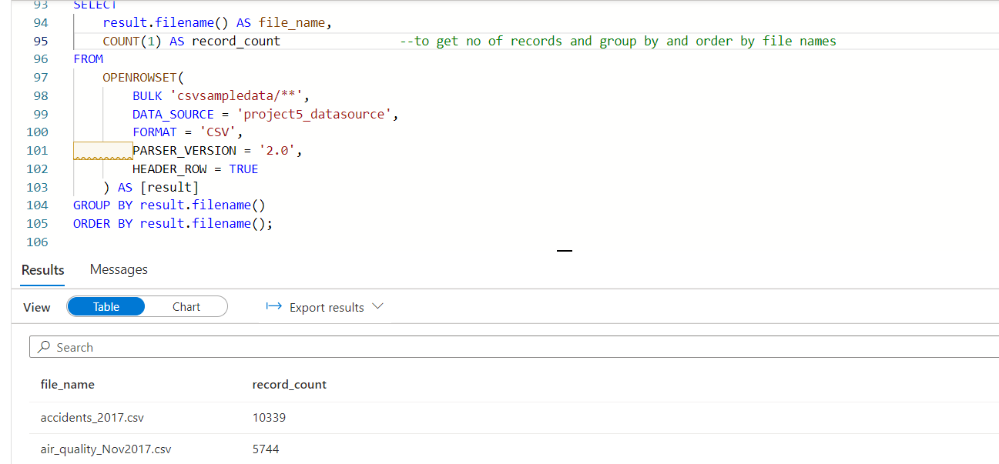 93 SELECT
94 result.filename() AS file_name,
95 COUNT(1) AS record_count --to get no of records and group by and order by file names
96 FROM
97 OPENROWSET(
98 BULK 'csvsampledata/**',
99 DATA_SOURCE = 'project5_datasource',
100 FORMAT = 'CSV',
101 PARSER_VERSION = '2.0',
102 HEADER_ROW = TRUE
103 ) AS [result]
104 GROUP BY result.filename()
105 ORDER BY result.filename();
106
Results Messages
View Table Chart Export results
Search
file_name record_count
accidents_2017.csv 10339
air_quality_Nov2017.csv 5744